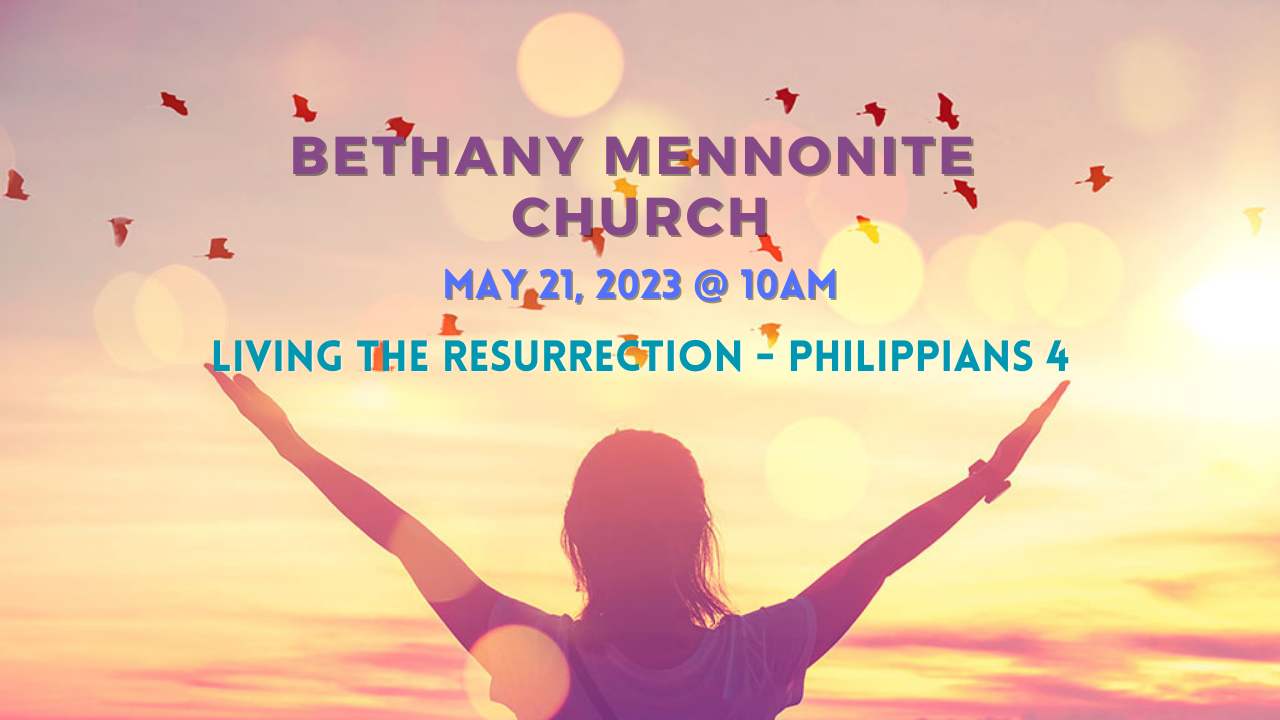 BETHANY MENNONITE
CHURCH
MAY 21, 2023 @ 10AM
LIVING THE RESURRECTION - PHILIPPIANS 4